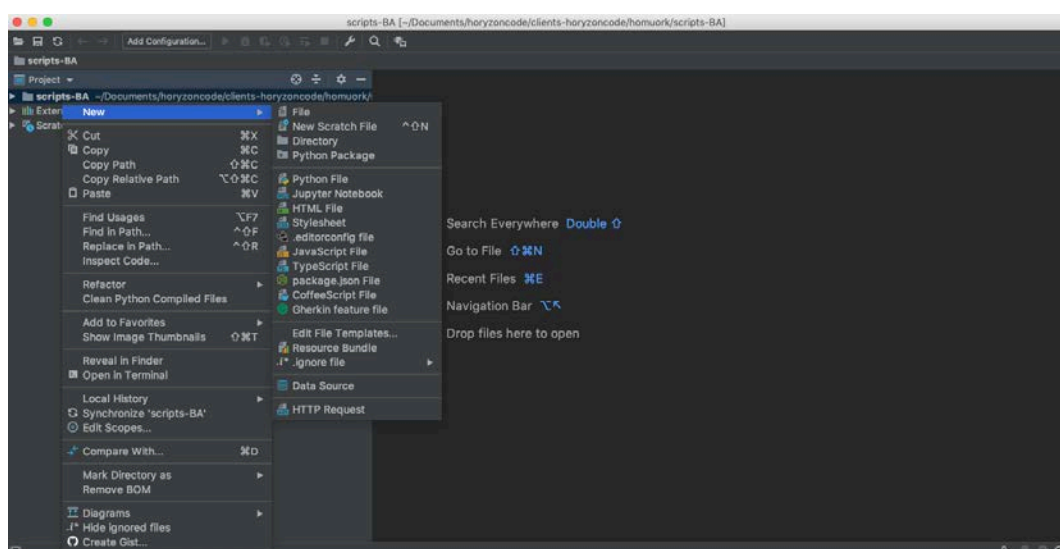 scripts-BA [~/Documents/horyzoncode/clients-horyzoncode/homuork/scripts-BA]
Add Configuration...
scripts-BA
Project
scripts-BA ~/Documents/horyzoncode/clients-horyzoncode/homuork/
Exter
Scrat
New
Cut ⌘X
Copy ⌘C
Copy Path ⇧⌘C
Copy Relative Path ⌥⇧⌘C
Paste ⌘V
Find Usages ⌥F7
Find in Path... ^⇧F
Replace in Path... ^⇧R
Inspect Code...
Refactor
Clean Python Compiled Files
Add to Favorites
Show Image Thumbnails ⇧⌘T
Reveal in Finder
Open in Terminal
Local History
Synchronize 'scripts-BA'
Edit Scopes...
Compare With... ⌘D
Mark Directory as
Remove BOM
Diagrams
.i* Hide ignored files
Create Gist...
File
New Scratch File ^⇧N
Directory
Python Package
Python File
Jupyter Notebook
HTML File
Stylesheet
.editorconfig file
JavaScript File
TypeScript File
package.json File
CoffeeScript File
Gherkin feature file
Edit File Templates...
Resource Bundle
.i* .ignore file
Data Source
HTTP Request
Search Everywhere Double ⇧
Go to File ⇧⌘N
Recent Files ⌘E
Navigation Bar ⌥↖
Drop files here to open